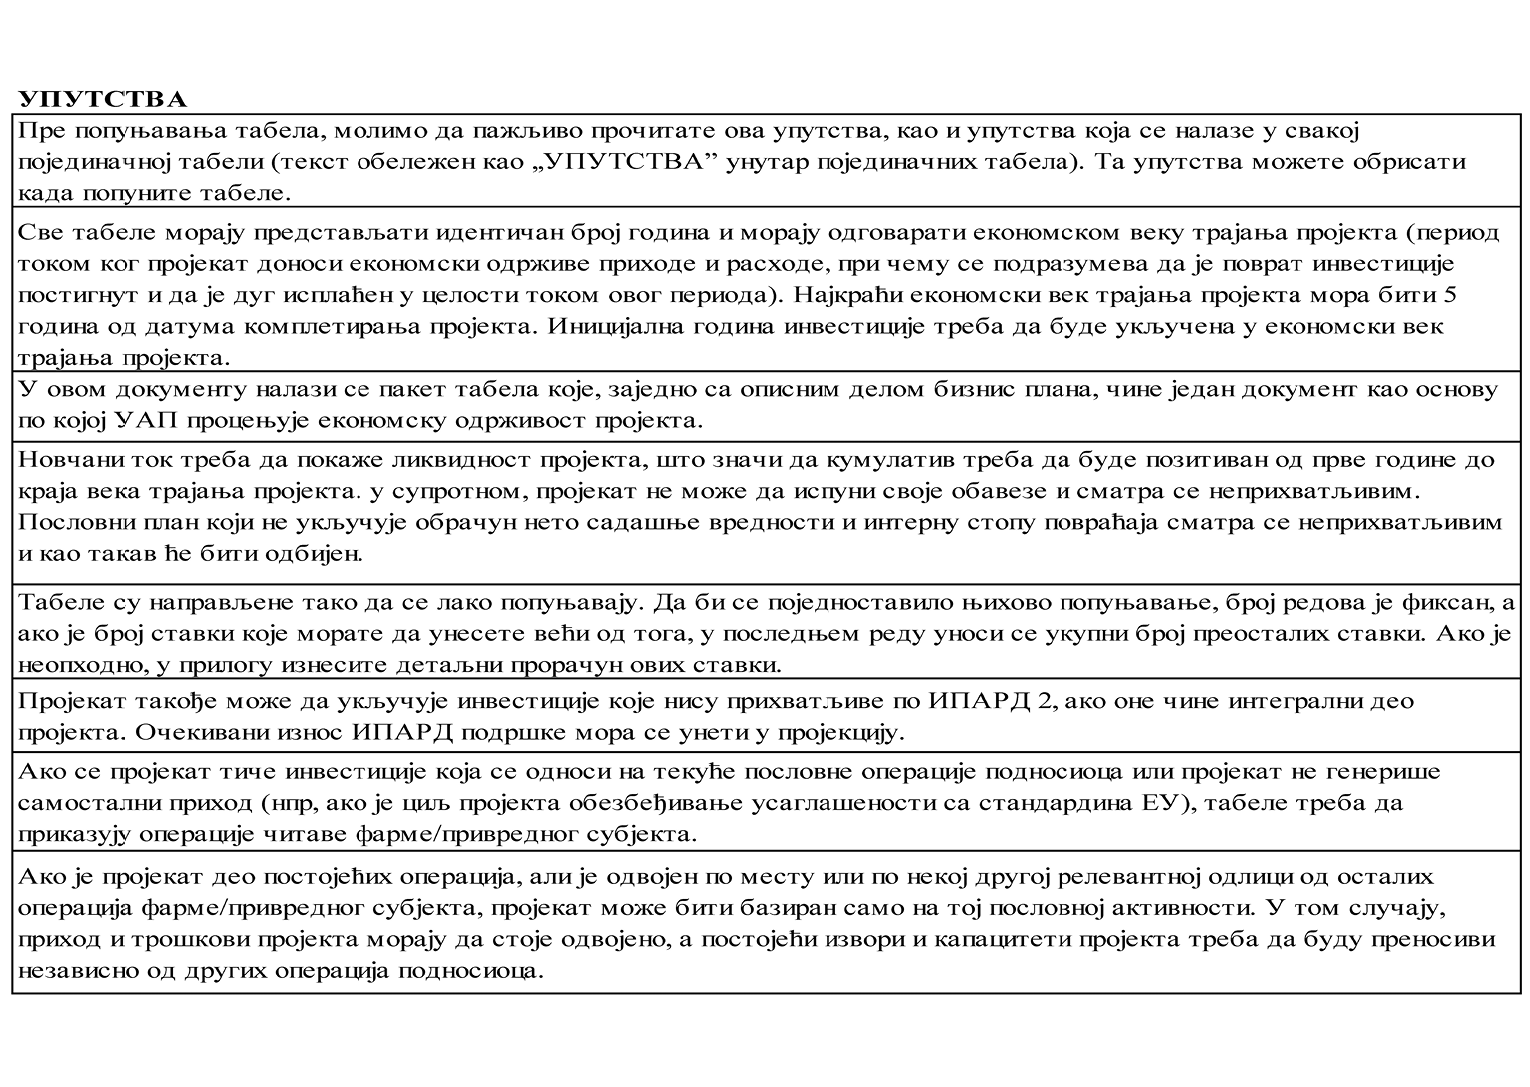 УПУТСТВА
Пре попуњавања табела, молимо да пажљиво прочитате ова упутства, као и упутства која се налазе у свакој
појединачној табели (текст обележен као „УПУТСТВА” унутар појединачних табела). Та упутства можете обрисати
када попуните табеле.
Све табеле морају представљати идентичан број година и морају одговарати економском веку трајања пројекта (период
током ког пројекат доноси економски одрживе приходе и расходе, при чему се подразумева да је поврат инвестиције
постигнут и да је дуг исплаћен у целости током овог периода). Најкраћи економски век трајања пројекта мора бити 5
година од датума комплетирања пројекта. Иницијална година инвестиције треба да буде укључена у економски век
трајања пројекта.
У овом документу налази се пакет табела које, заједно са описним делом бизнис плана, чине један документ као основу
по којој УАП процењује економску одрживост пројекта.
Новчани ток треба да покаже ликвидност пројекта, што значи да кумулатив треба да буде позитиван од прве године до
краја века трајања пројекта. у супротном, пројекат не може да испуни своје обавезе и сматра се неприхватљивим.
Пословни план који не укључује обрачун нето садашње вредности и интерну стопу повраћаја сматра се неприхватљивим
и као такав ће бити одбијен.
Табеле су направљене тако да се лако попуњавају. Да би се поједноставило њихово попуњавање, број редова је фиксан, а
ако је број ставки које морате да унесете већи од тога, у последњем реду уноси се укупни број преосталих ставки. Ако је
неопходно, у прилогу изнесите детаљни прорачун ових ставки.
Пројекат такође може да укључује инвестиције које нису прихватљиве по ИПАРД 2, ако оне чине интегрални део
пројекта. Очекивани износ ИПАРД подршке мора се унети у пројекцију.
Ако се пројекат тиче инвестиције која се односи на текуће пословне операције подносиоца или пројекат не генерише
самостални приход (нпр, ако је циљ пројекта обезбеђивање усаглашености са стандардина ЕУ), табеле треба да
приказују операције читаве фарме/привредног субјекта.
Ако је пројекат део постојећих операција, али је одвојен по месту или по некој другој релевантној одлици од осталих
операција фарме/привредног субјекта, пројекат може бити базиран само на тој пословној активности. У том случају,
приход и трошкови пројекта морају да стоје одвојено, а постојећи извори и капацитети пројекта треба да буду преносиви
независно од других операција подносиоца.